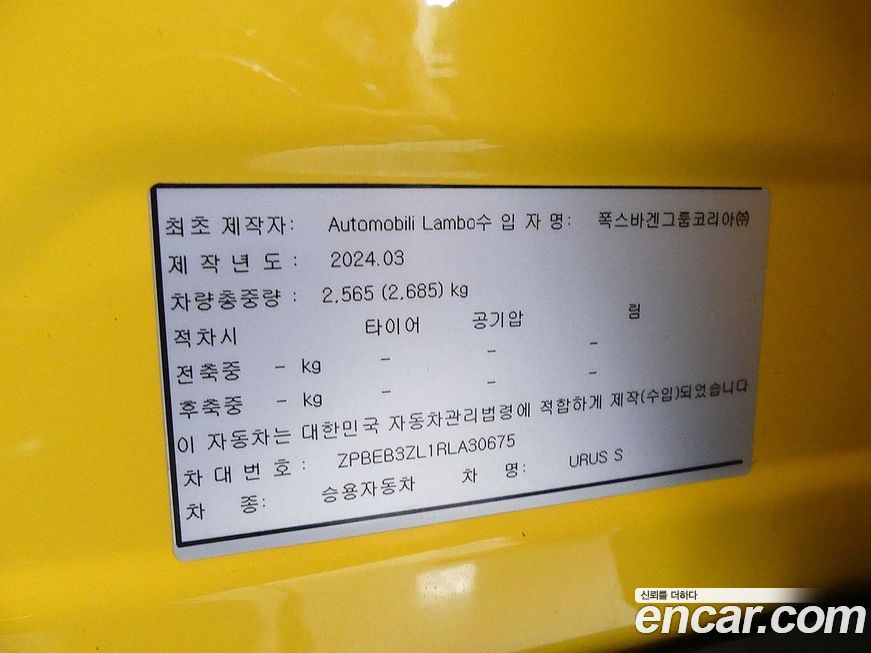 최초 제작자: Automobili Lambo수 입 자 명: 폭스바겐그룹코리아㈜
제 작 년 도 : 2024.03
차량총중량 : 2,565 (2,685) kg
적차시 타이어 공기압 림
전축중 - kg - - -
후축중 - kg - - -
이 자동차는 대한민국 자동차관리법령에 적합하게 제작(수입)되었습니다
차 대 번 호 : ZPBEB3ZL1RLA30675
차 종: 승용자동차 차 명: URUS S
신뢰를 더하다
encar.com